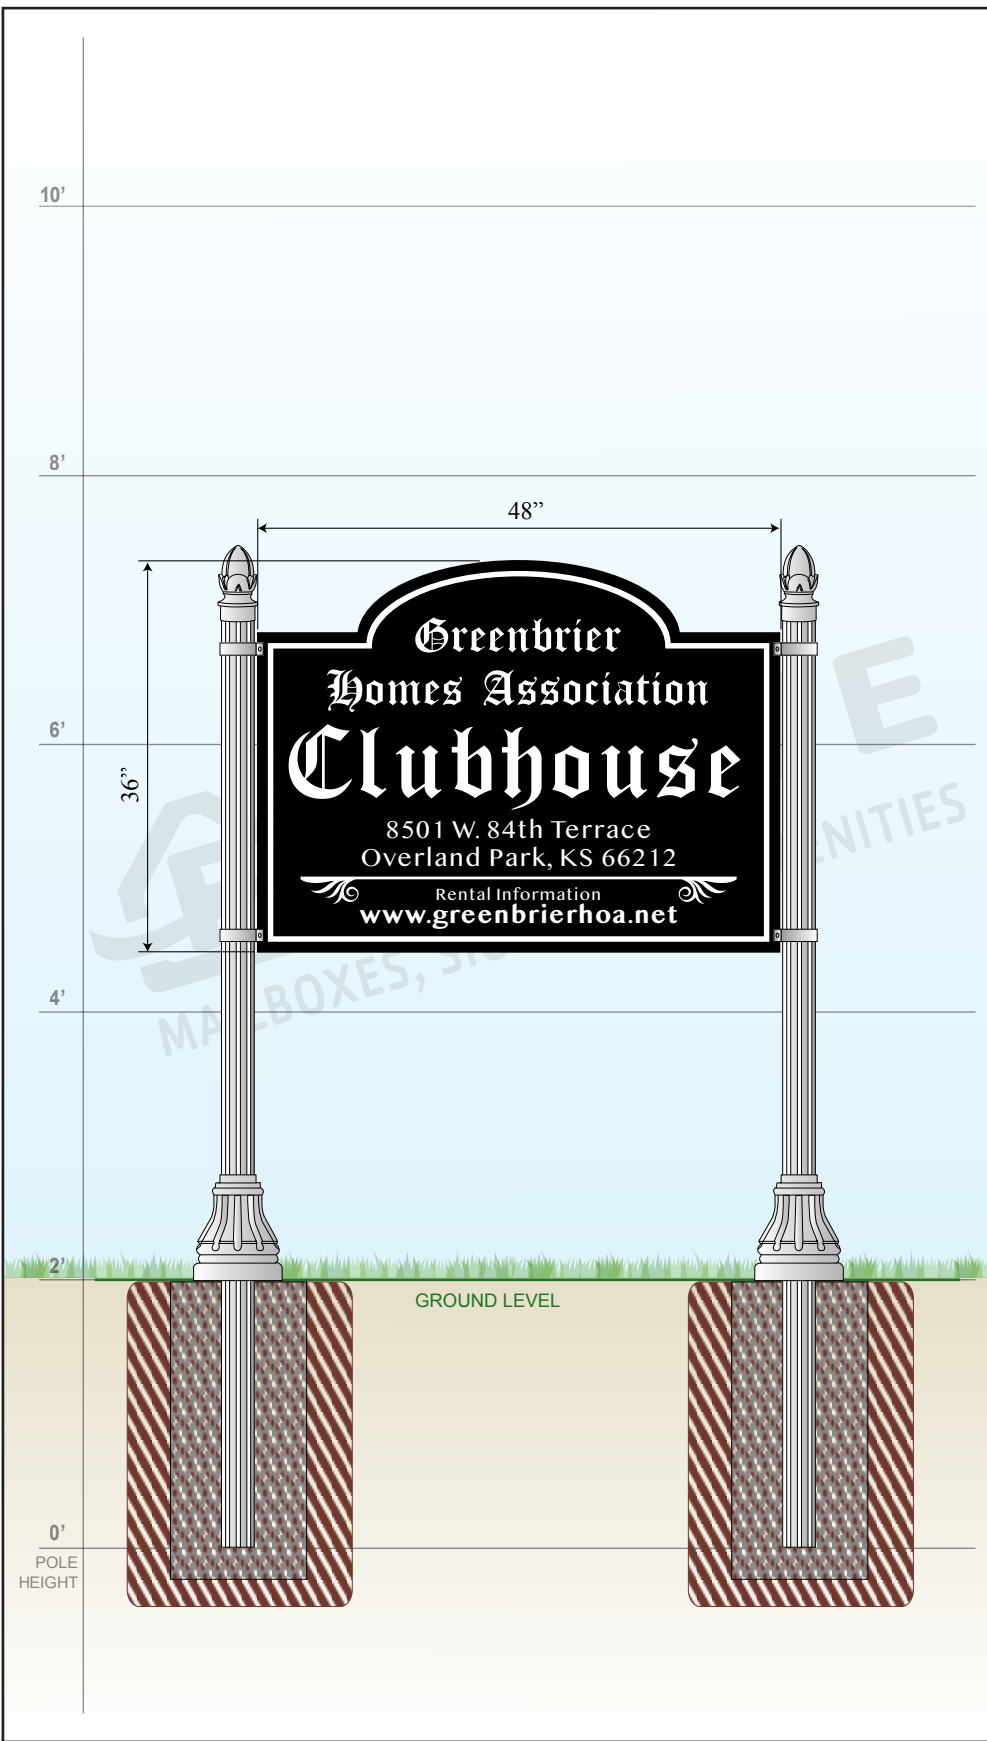 10’
8’
48”
Greenbrier
Homes Association
Clubhouse
6’
36”
8501 W. 84th Terrace
Overland Park, KS 66212
Rental Information
www.greenbrierhoa.net
4’
2’
GROUND LEVEL
0’
POLE
HEIGHT